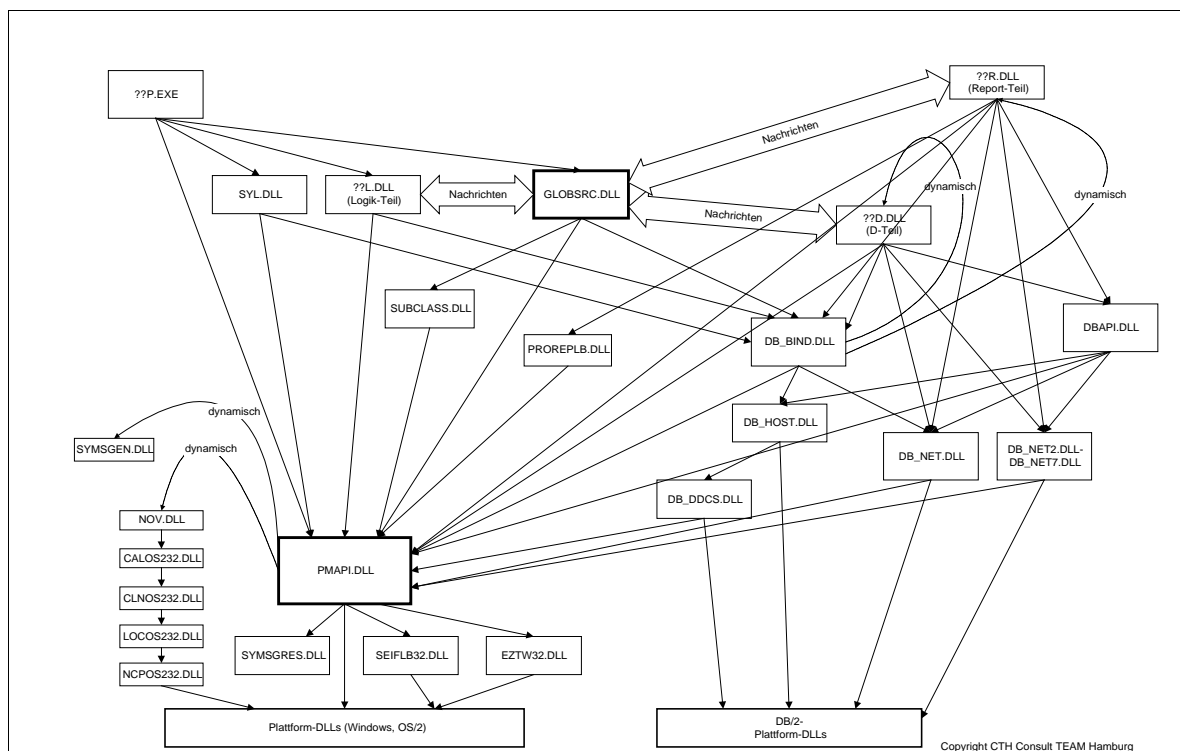 ??P.EXE
??R.DLL
(Report-Teil)
Nachrichten
SYL.DLL
??L.DLL
(Logik-Teil)
Nachrichten
GLOBSRC.DLL
dynamisch
dynamisch
Nachrichten
??D.DLL
(D-Teil)
SUBCLASS.DLL
PROREPLB.DLL
DB_BIND.DLL
DBAPI.DLL
dynamisch
DB_HOST.DLL
SYMSGEN.DLL
dynamisch
DB_NET.DLL
DB_NET2.DLL-
DB_NET7.DLL
DB_DDCS.DLL
NOV.DLL
CALOS232.DLL
PMAPI.DLL
CLNOS232.DLL
LOCOS232.DLL
SYMSGRES.DLL
SEIFLB32.DLL
EZTW32.DLL
NCPOS232.DLL
Plattform-DLLs (Windows, OS/2)
DB/2-
Plattform-DLLs
Copyright CTH Consult TEAM Hamburg